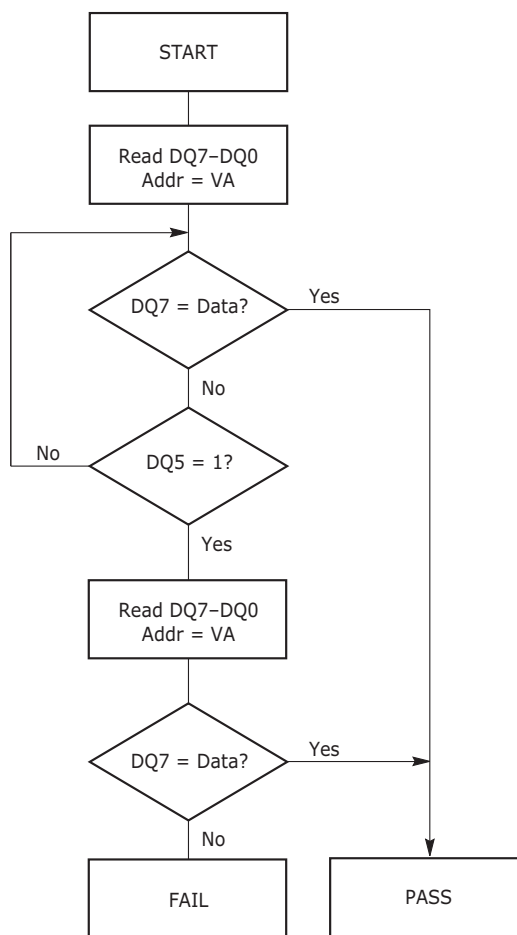 START
Read DQ7–DQ0
Addr = VA
DQ7 = Data?
Yes
No
No
DQ5 = 1?
Yes
Read DQ7–DQ0
Addr = VA
DQ7 = Data?
Yes
No
FAIL
PASS